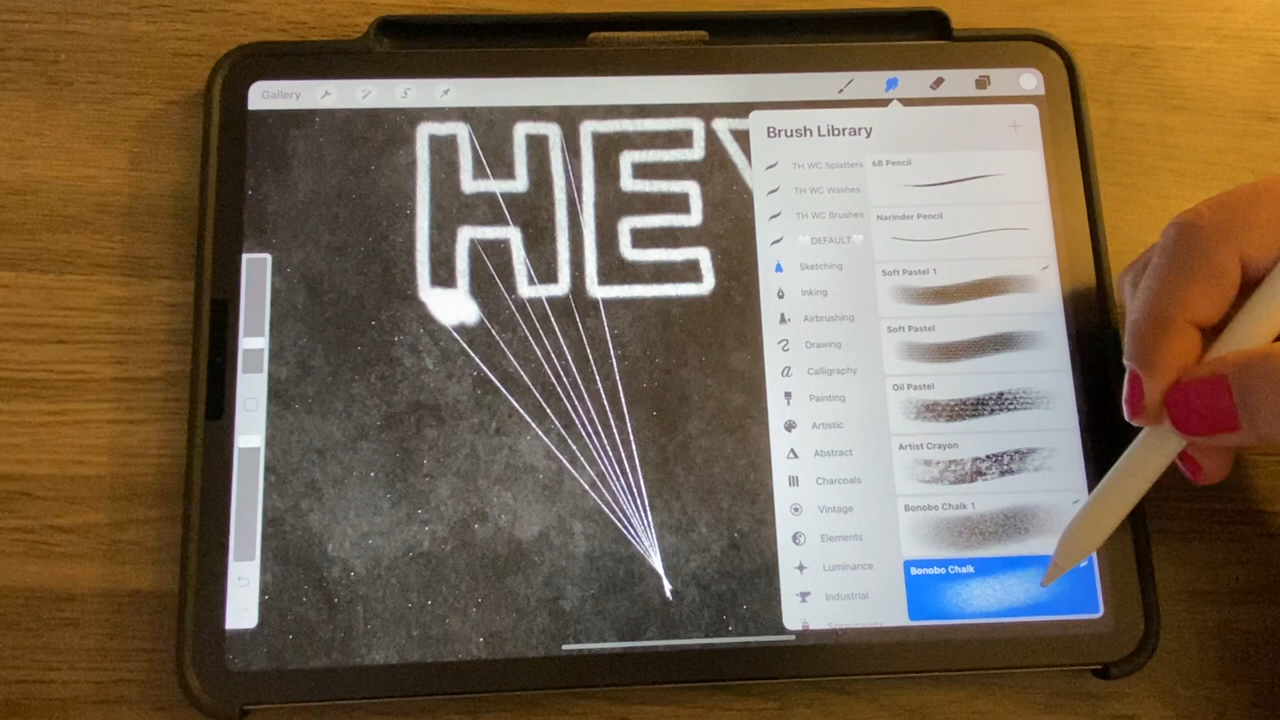 Gallery
HEY
Brush Library
TH WC Splatters
TH WC Washes
TH WC Brushes
DEFAULT
Sketching
Inking
Airbrushing
Drawing
Calligraphy
Painting
Artistic
Abstract
Charcoals
Vintage
Elements
Luminance
Industrial
Spraypaints
6B Pencil
Narinder Pencil
Soft Pastel 1
Soft Pastel
Oil Pastel
Artist Crayon
Bonobo Chalk 1
Bonobo Chalk